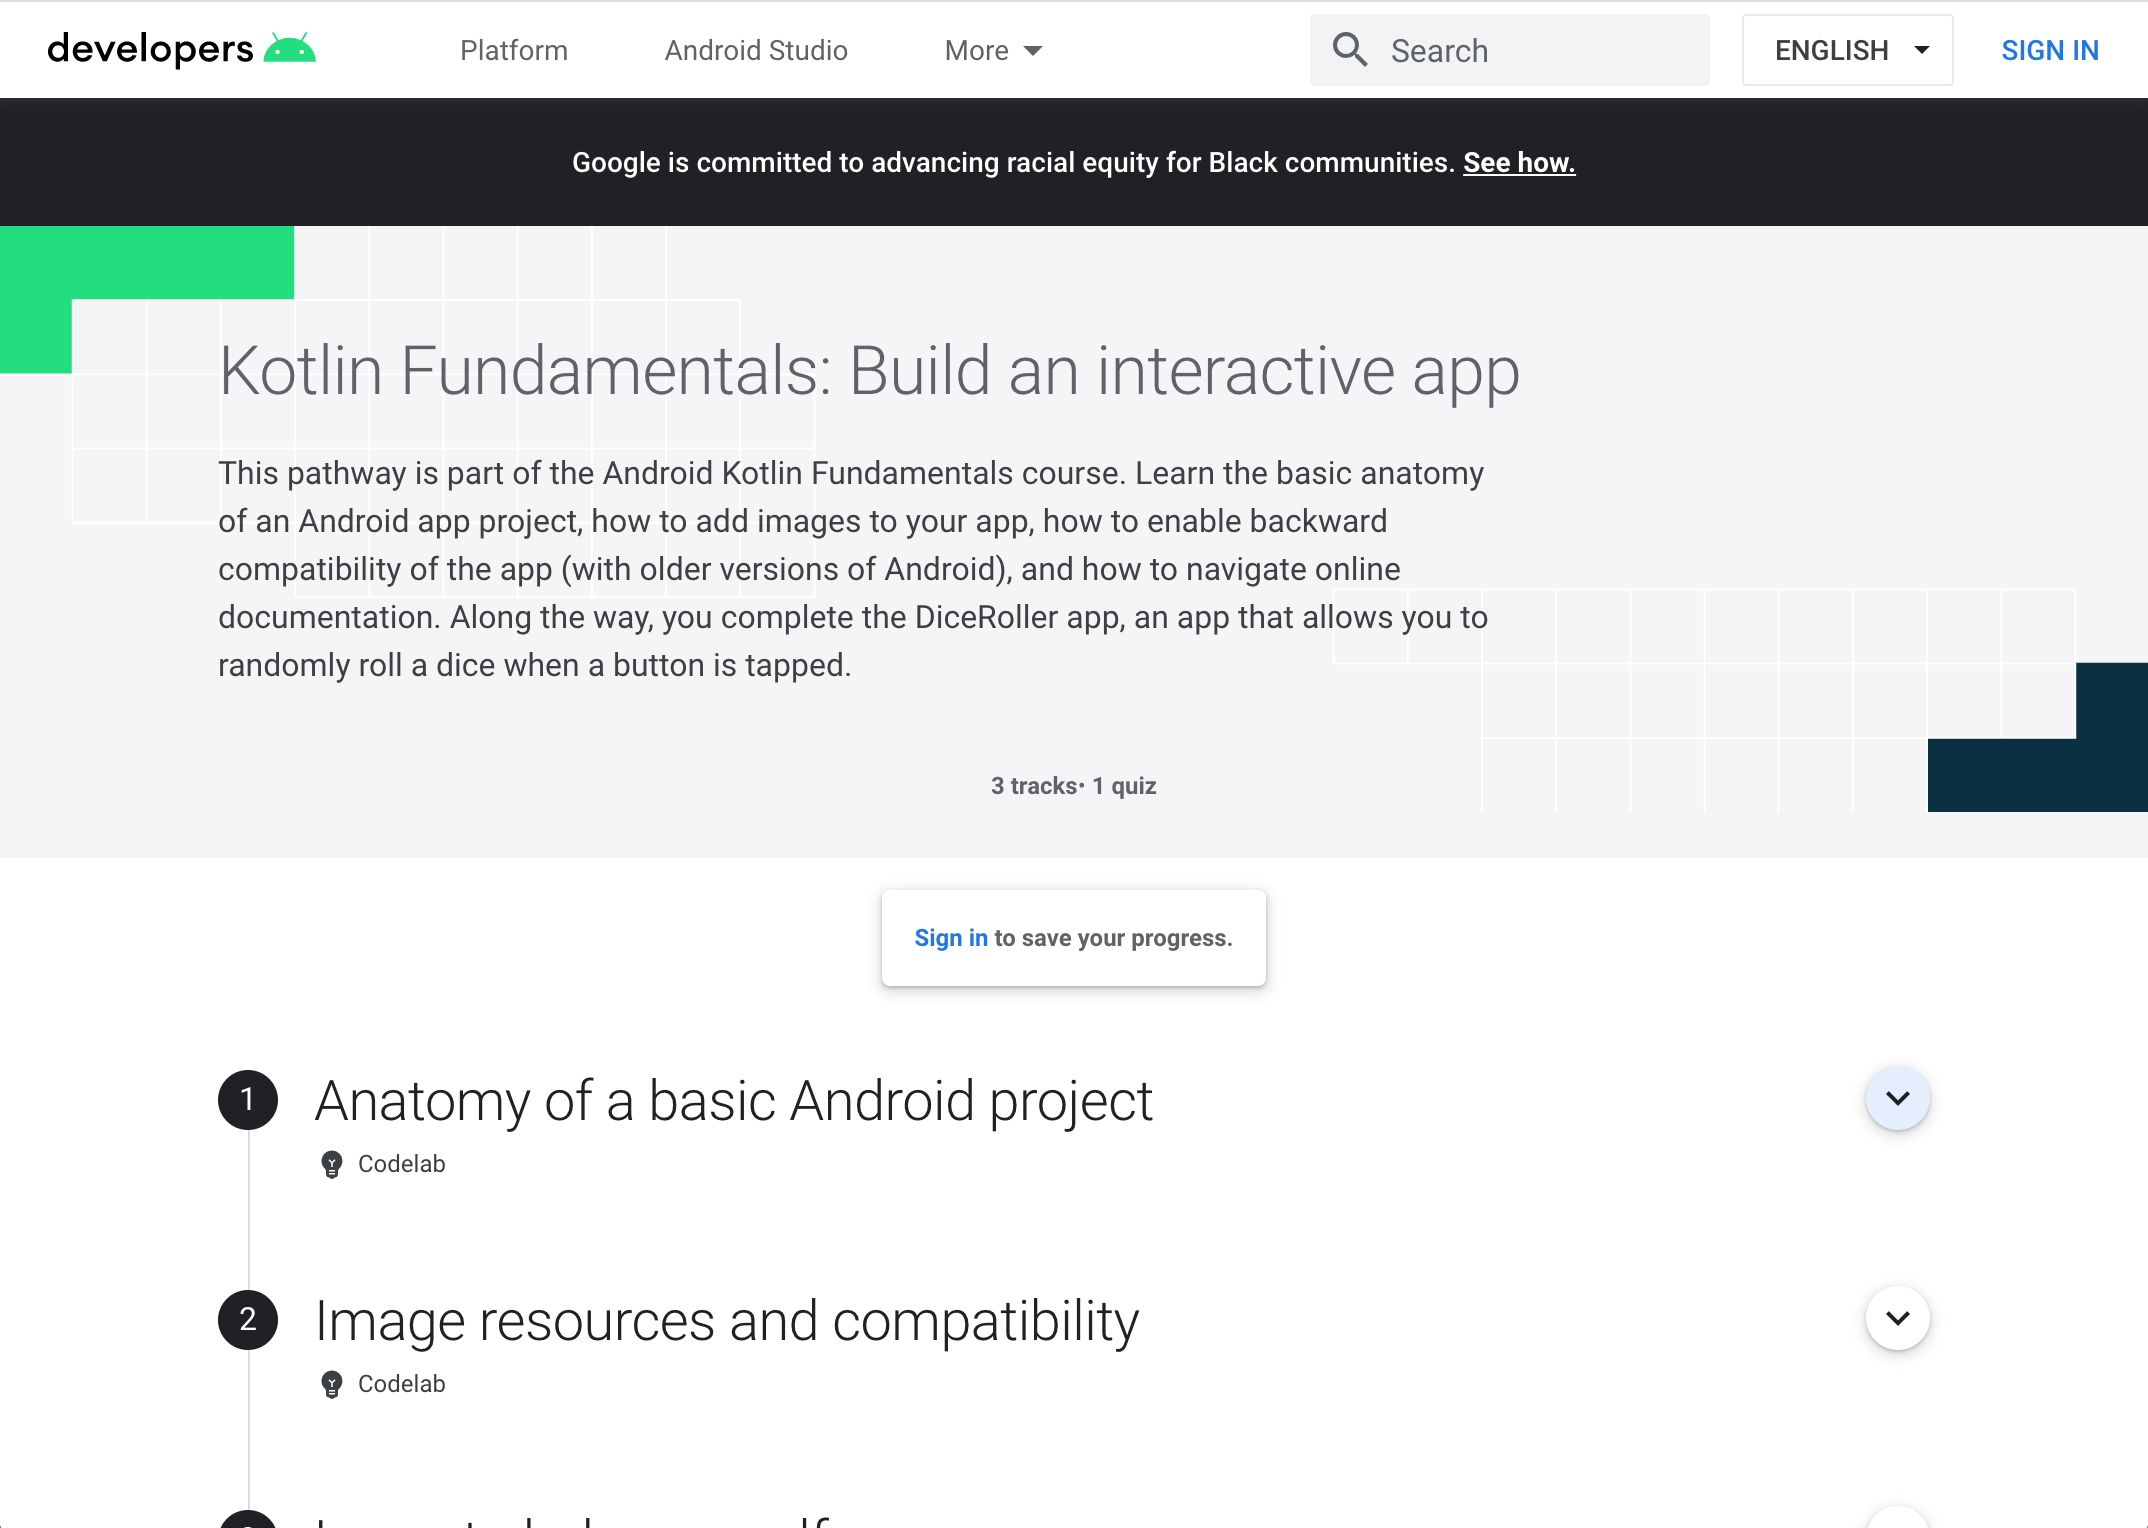 developers
Platform
Android Studio
More
Search
ENGLISH
SIGN IN
Google is committed to advancing racial equity for Black communities. See how.
Kotlin Fundamentals: Build an interactive app
This pathway is part of the Android Kotlin Fundamentals course. Learn the basic anatomy
of an Android app project, how to add images to your app, how to enable backward
compatibility of the app (with older versions of Android), and how to navigate online
documentation. Along the way, you complete the DiceRoller app, an app that allows you to
randomly roll a dice when a button is tapped.
3 tracks• 1 quiz
Sign in to save your progress.
1 Anatomy of a basic Android project
Codelab
2 Image resources and compatibility
Codelab